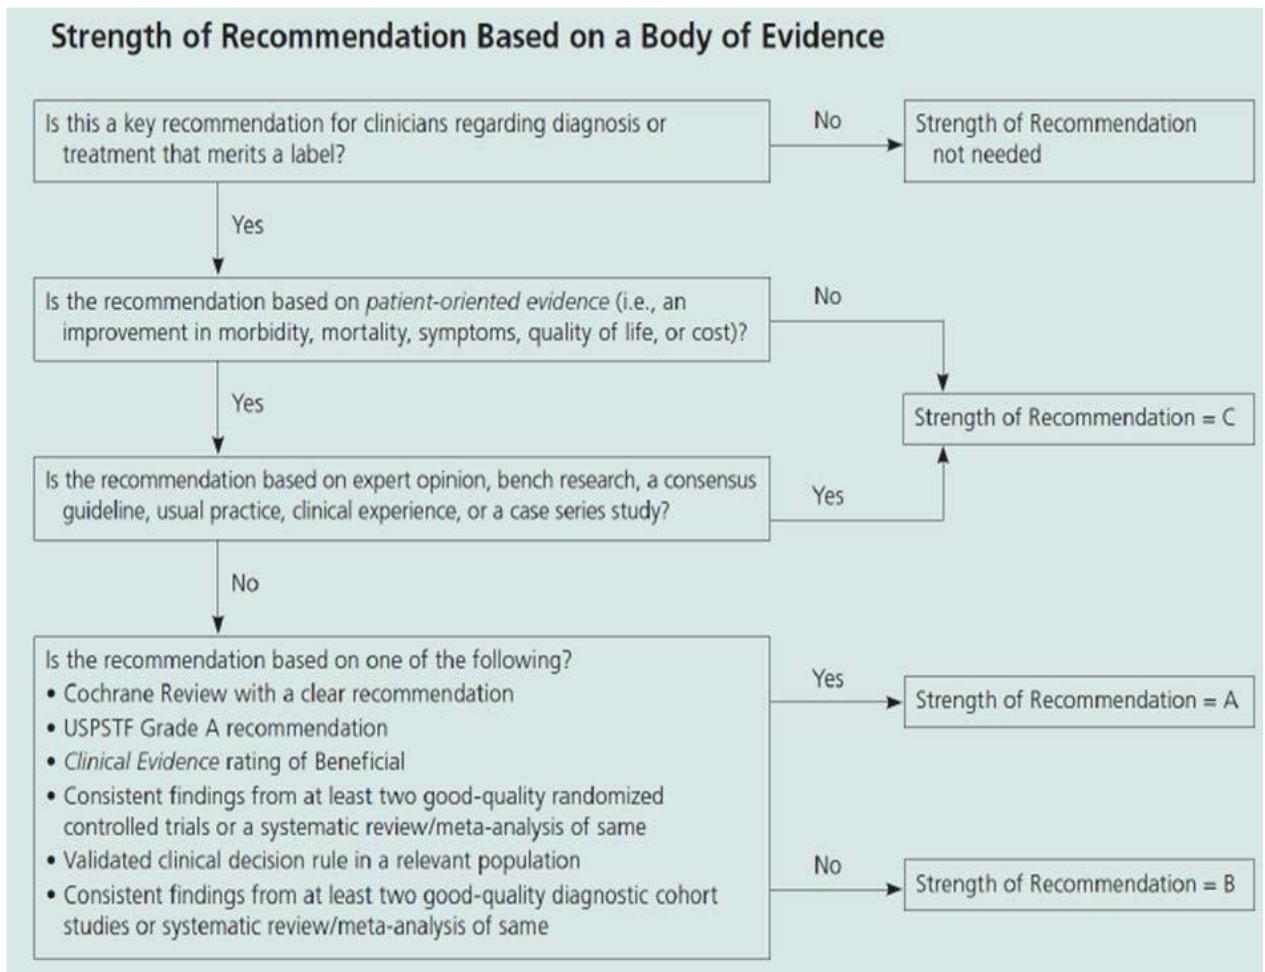 Strength of Recommendation Based on a Body of Evidence
Is this a key recommendation for clinicians regarding diagnosis or
treatment that merits a label?
No
Strength of Recommendation
not needed
Yes
Is the recommendation based on patient-oriented evidence (i.e., an
improvement in morbidity, mortality, symptoms, quality of life, or cost)?
No
Yes
Strength of Recommendation = C
Is the recommendation based on expert opinion, bench research, a consensus
guideline, usual practice, clinical experience, or a case series study?
Yes
No
Is the recommendation based on one of the following?
• Cochrane Review with a clear recommendation
• USPSTF Grade A recommendation
• Clinical Evidence rating of Beneficial
• Consistent findings from at least two good-quality randomized
controlled trials or a systematic review/meta-analysis of same
• Validated clinical decision rule in a relevant population
• Consistent findings from at least two good-quality diagnostic cohort
studies or systematic review/meta-analysis of same
Yes
Strength of Recommendation = A
No
Strength of Recommendation = B